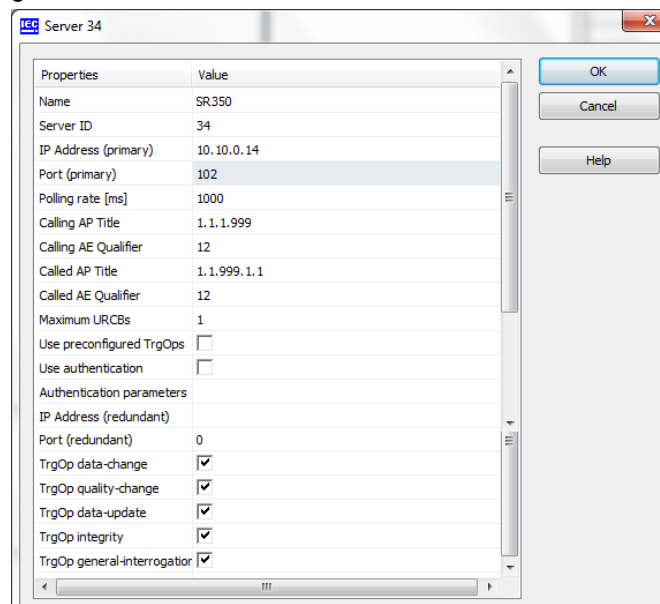 IEC Server 34
Properties Value
Name SR350
Server ID 34
IP Address (primary) 10.10.0.14
Port (primary) 102
Polling rate [ms] 1000
Calling AP Title 1.1.1.999
Calling AE Qualifier 12
Called AP Title 1.1.999.1.1
Called AE Qualifier 12
Maximum URCBs 1
Use preconfigured TrgOps
Use authentication
Authentication parameters
IP Address (redundant)
Port (redundant) 0
TrgOp data-change
TrgOp quality-change
TrgOp data-update
TrgOp integrity
TrgOp general-interrogation
OK
Cancel
Help